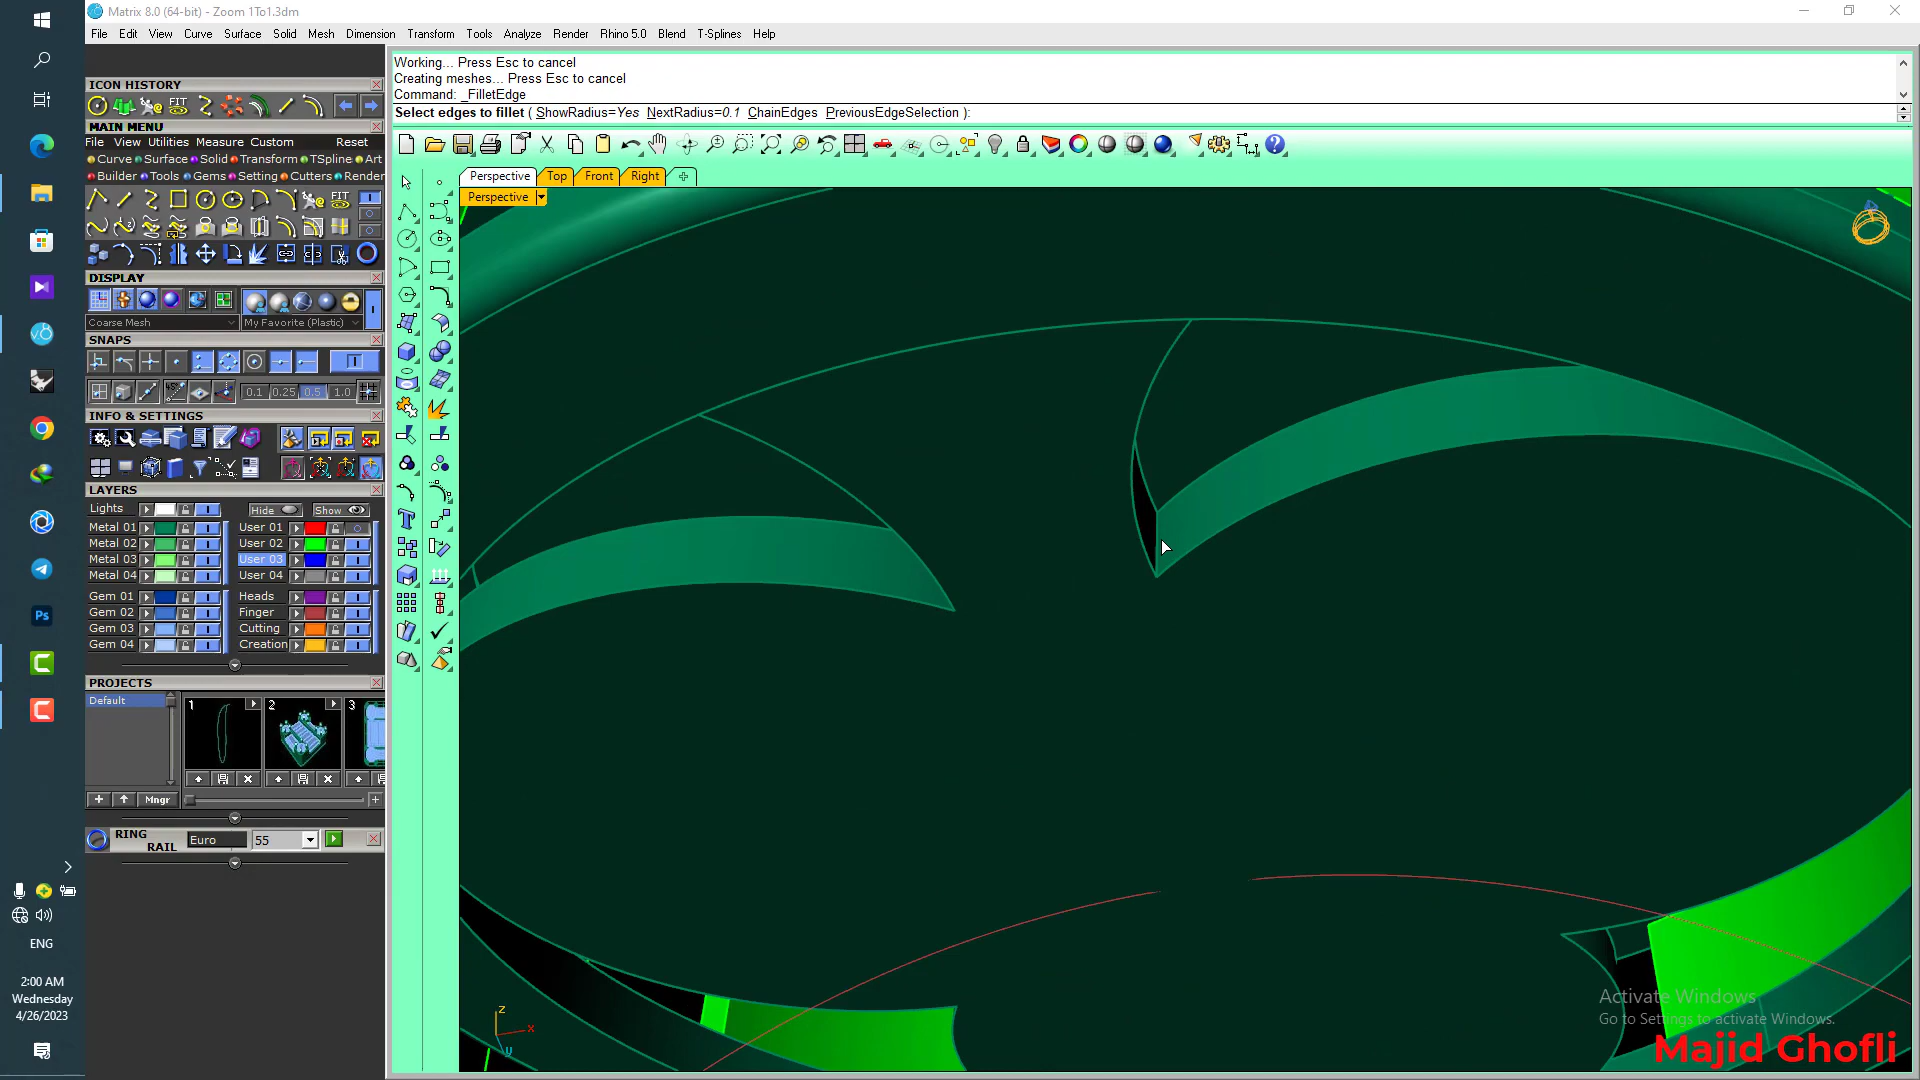 Matrix 8.0 (64-bit) - Zoom 1To1.3dm
File Edit View Curve Surface Solid Mesh Dimension Transform Tools Analyze Render Rhino 5.0 Blend T-Splines Help
Working... Press Esc to cancel
Creating meshes... Press Esc to cancel
Command: _FilletEdge
Select edges to fillet ( ShowRadius=Yes NextRadius=0.1 ChainEdges PreviousEdgeSelection ):
ICON HISTORY
FIT
MAIN MENU
File View Utilities Measure Custom Reset
Curve Surface Solid Transform TSpline Art
Builder Tools Gems Setting Cutters Render
FIT
DISPLAY
Coarse Mesh My Favorite (Plastic)
SNAPS
0.1 0.25 0.5 1.0
INFO & SETTINGS
LAYERS
Lights Hide Show
Metal 01 User 01
Metal 02 User 02
Metal 03 User 03
Metal 04 User 04
Gem 01 Heads
Gem 02 Finger
Gem 03 Cutting
Gem 04 Creation
PROJECTS
Default
1 2 3
Mngr
RING RAIL Euro 55
Perspective Top Front Right
Perspective
z
x
y
Ps
ENG
2:00 AM
Wednesday
4/26/2023
Activate Windows
Go to Settings to activate Windows.
Majid Ghofli